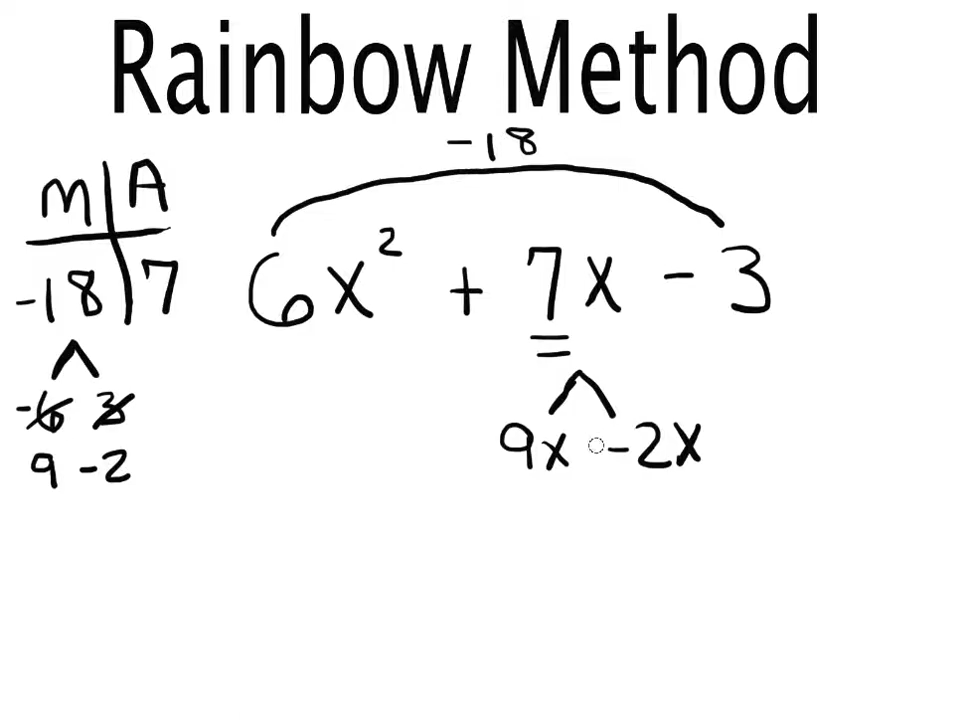 Rainbow Method
-18
M | A
-18 | 7
6x² + 7x - 3
-6 3
9 -2
9x -2x